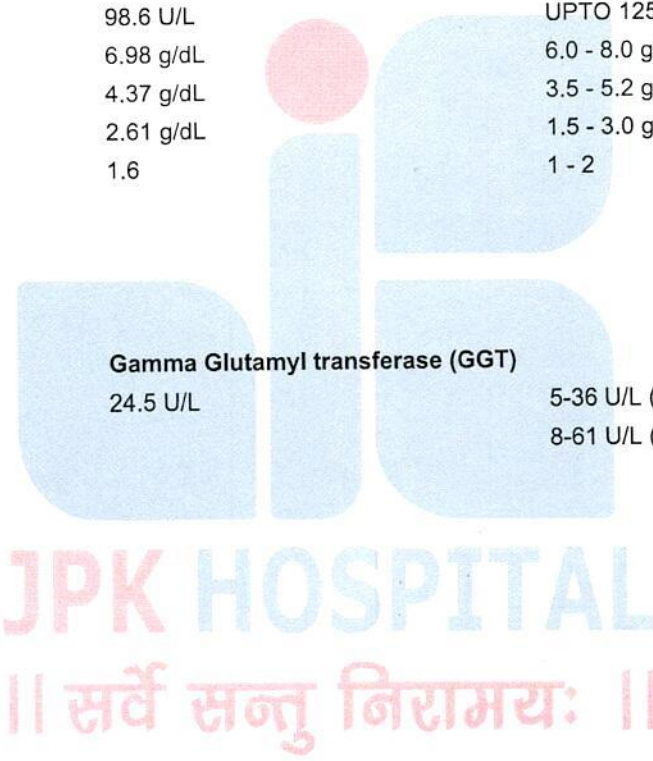 98.6 U/L UPTO 125
6.98 g/dL 6.0 - 8.0 g
4.37 g/dL 3.5 - 5.2 g
2.61 g/dL 1.5 - 3.0 g
1.6 1 - 2
Gamma Glutamyl transferase (GGT)
24.5 U/L 5-36 U/L (
8-61 U/L (
JPK HOSPITAL
|| सर्वे सन्तु निरामयः ||